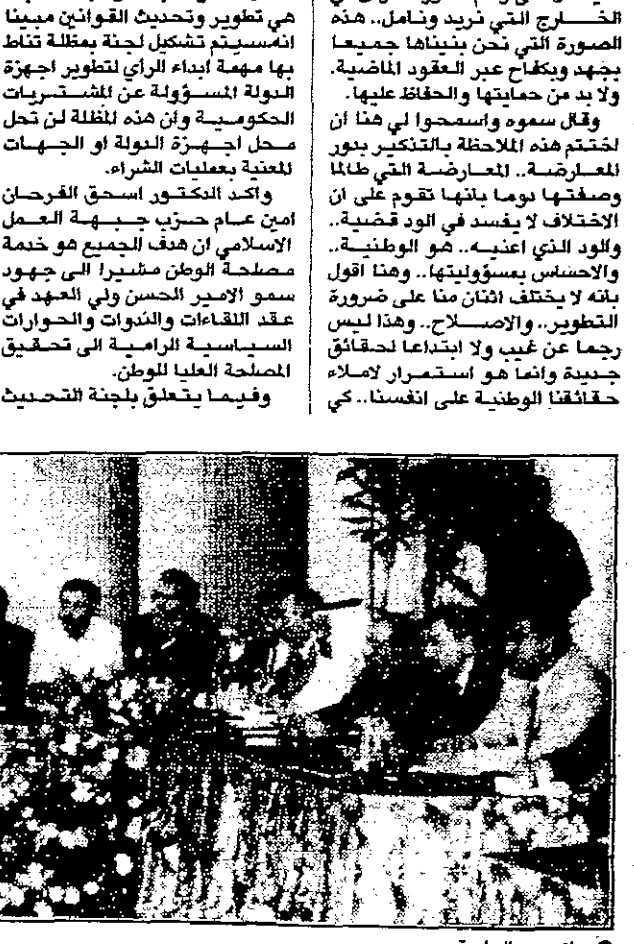 الخارج التي نريد ونامل.. هذه
الصورة التي نحن بنيناها جميعا
بجهد وبكفاح عبر العقود الماضية.
ولا بد من حمايتها والحفاظ عليها.
وقال سموه واسمحوا لي هنا أن
اختتم هذه الملاحظة بالتذكير بدور
المعارضة.. المعارضة التي طالما
وصفتها دوما بانها تقوم على ان
الاختلاف لا يفسد في الود قضية..
والود الذي اعنيه.. هو الوطنية..
والاحساس بمسؤوليتها.. وهنا اقول
بانه لا يختلف اثنان منا على ضرورة
التطوير.. والاصلاح.. وهذا ليس
رجما عن غيب ولا ابتداعا لحقائق
جديدة وانما هو استمرار لاملاء
حقائقنا الوطنية على انفسنا.. كي
هي تطوير وتحديث القوانين مبينا
انه سيتم تشكيل لجنة بمظلة تناط
بها مهمة ابداء الرأي لتطوير اجهزة
الدولة المسؤولة عن المشتريات
الحكومية وان هذه المظلة لن تحل
محل اجهزة الدولة او الجهات
المعنية بعمليات الشراء.
واكد الدكتور اسحق الفرحان
امين عام حزب جبهة العمل
الاسلامي ان هدف الجميع هو خدمة
مصلحة الوطن مشيرا الى جهود
سمو الامير الحسن ولي العهد في
عقد اللقاءات والندوات والحوارات
السياسية الرامية الى تحقيق
المصلحة العليا للوطن.
وفيما يتعلق بلجنة التحديث